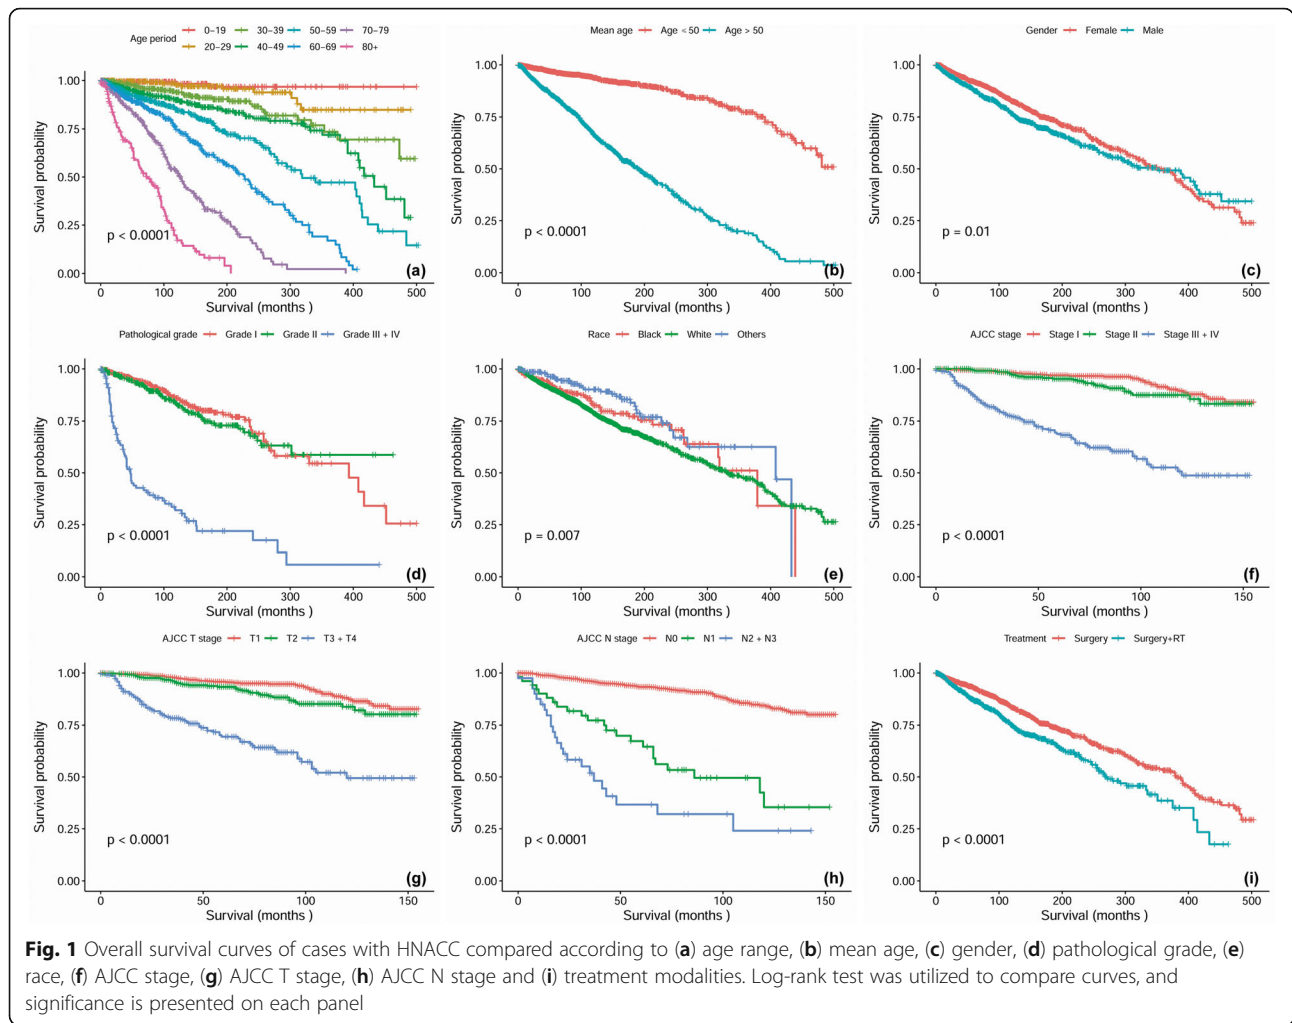 Age period 0−19 30−39 50−59 70−79
20−29 40−49 60−69 80+
Survival probability
1.00
0.75
0.50
0.25
0.00
p < 0.0001
(a)
0 100 200 300 400 500
Survival (months )
Mean age Age ≤ 50 Age > 50
Survival probability
1.00
0.75
0.50
0.25
0.00
p < 0.0001
(b)
0 100 200 300 400 500
Survival (months )
Gender Female Male
Survival probability
1.00
0.75
0.50
0.25
0.00
p = 0.01
(c)
0 100 200 300 400 500
Survival (months )
Pathological grade Grade I Grade II Grade III + IV
Survival probability
1.00
0.75
0.50
0.25
0.00
p < 0.0001
(d)
0 100 200 300 400 500
Survival (months )
Race Black White Others
Survival probability
1.00
0.75
0.50
0.25
0.00
p = 0.007
(e)
0 100 200 300 400 500
Survival (months )
AJCC stage Stage I Stage II Stage III + IV
Survival probability
1.00
0.75
0.50
0.25
0.00
p < 0.0001
(f)
0 50 100 150
Survival (months )
AJCC T stage T1 T2 T3 + T4
Survival probability
1.00
0.75
0.50
0.25
0.00
p < 0.0001
(g)
0 50 100 150
Survival (months )
AJCC N stage N0 N1 N2 + N3
Survival probability
1.00
0.75
0.50
0.25
0.00
p < 0.0001
(h)
0 50 100 150
Survival (months )
Treatment Surgery Surgery+RT
Survival probability
1.00
0.75
0.50
0.25
0.00
p < 0.0001
(i)
0 100 200 300 400 500
Survival (months )
Fig. 1 Overall survival curves of cases with HNACC compared according to (a) age range, (b) mean age, (c) gender, (d) pathological grade, (e)
race, (f) AJCC stage, (g) AJCC T stage, (h) AJCC N stage and (i) treatment modalities. Log-rank test was utilized to compare curves, and
significance is presented on each panel